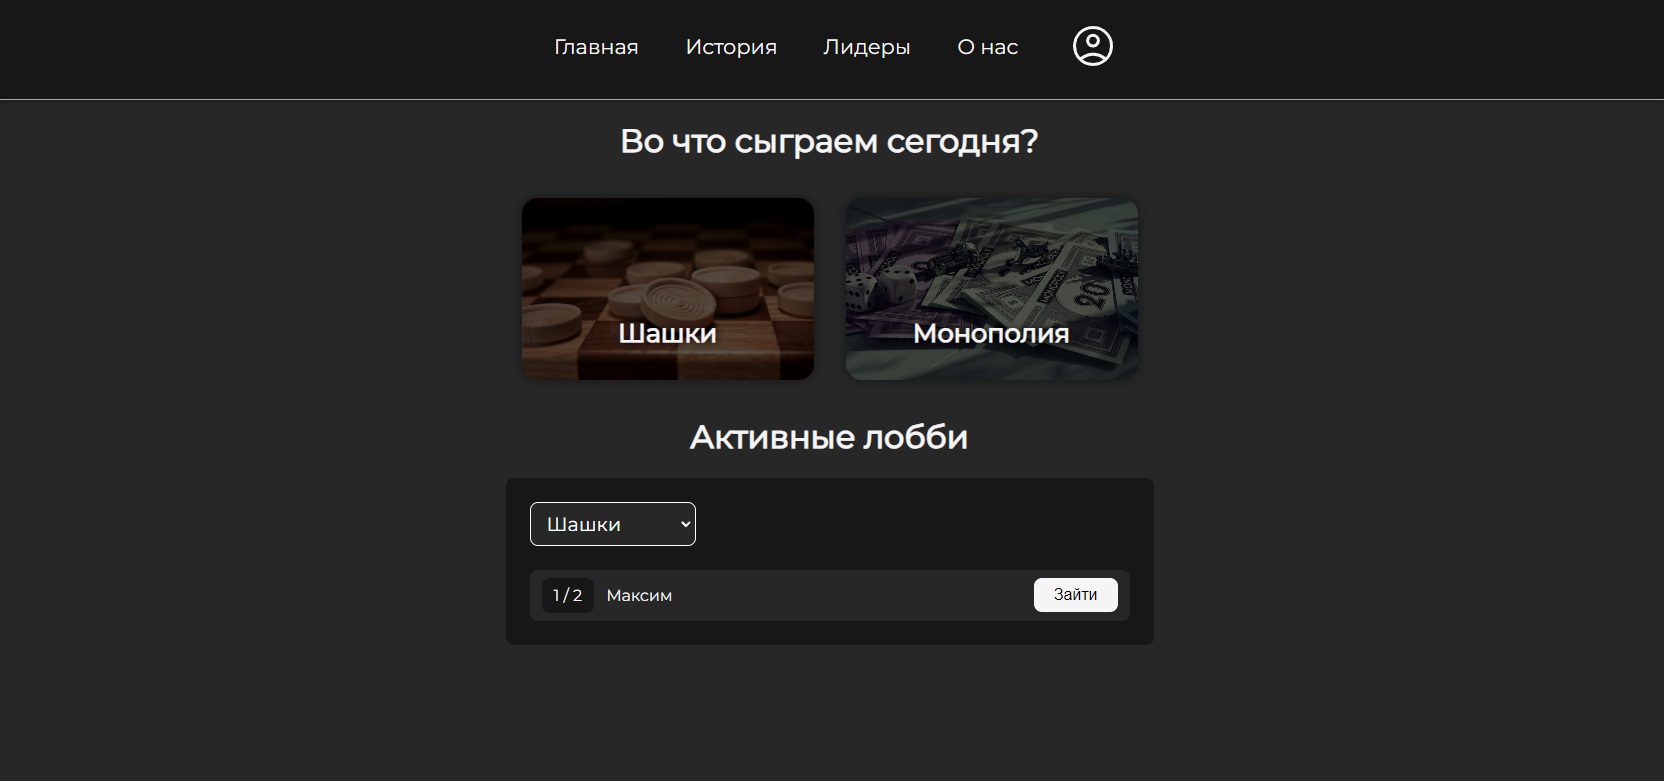 Главная История Лидеры О нас
Во что сыграем сегодня?
Шашки Монополия
Активные лобби
Шашки
1 / 2 Максим Зайти